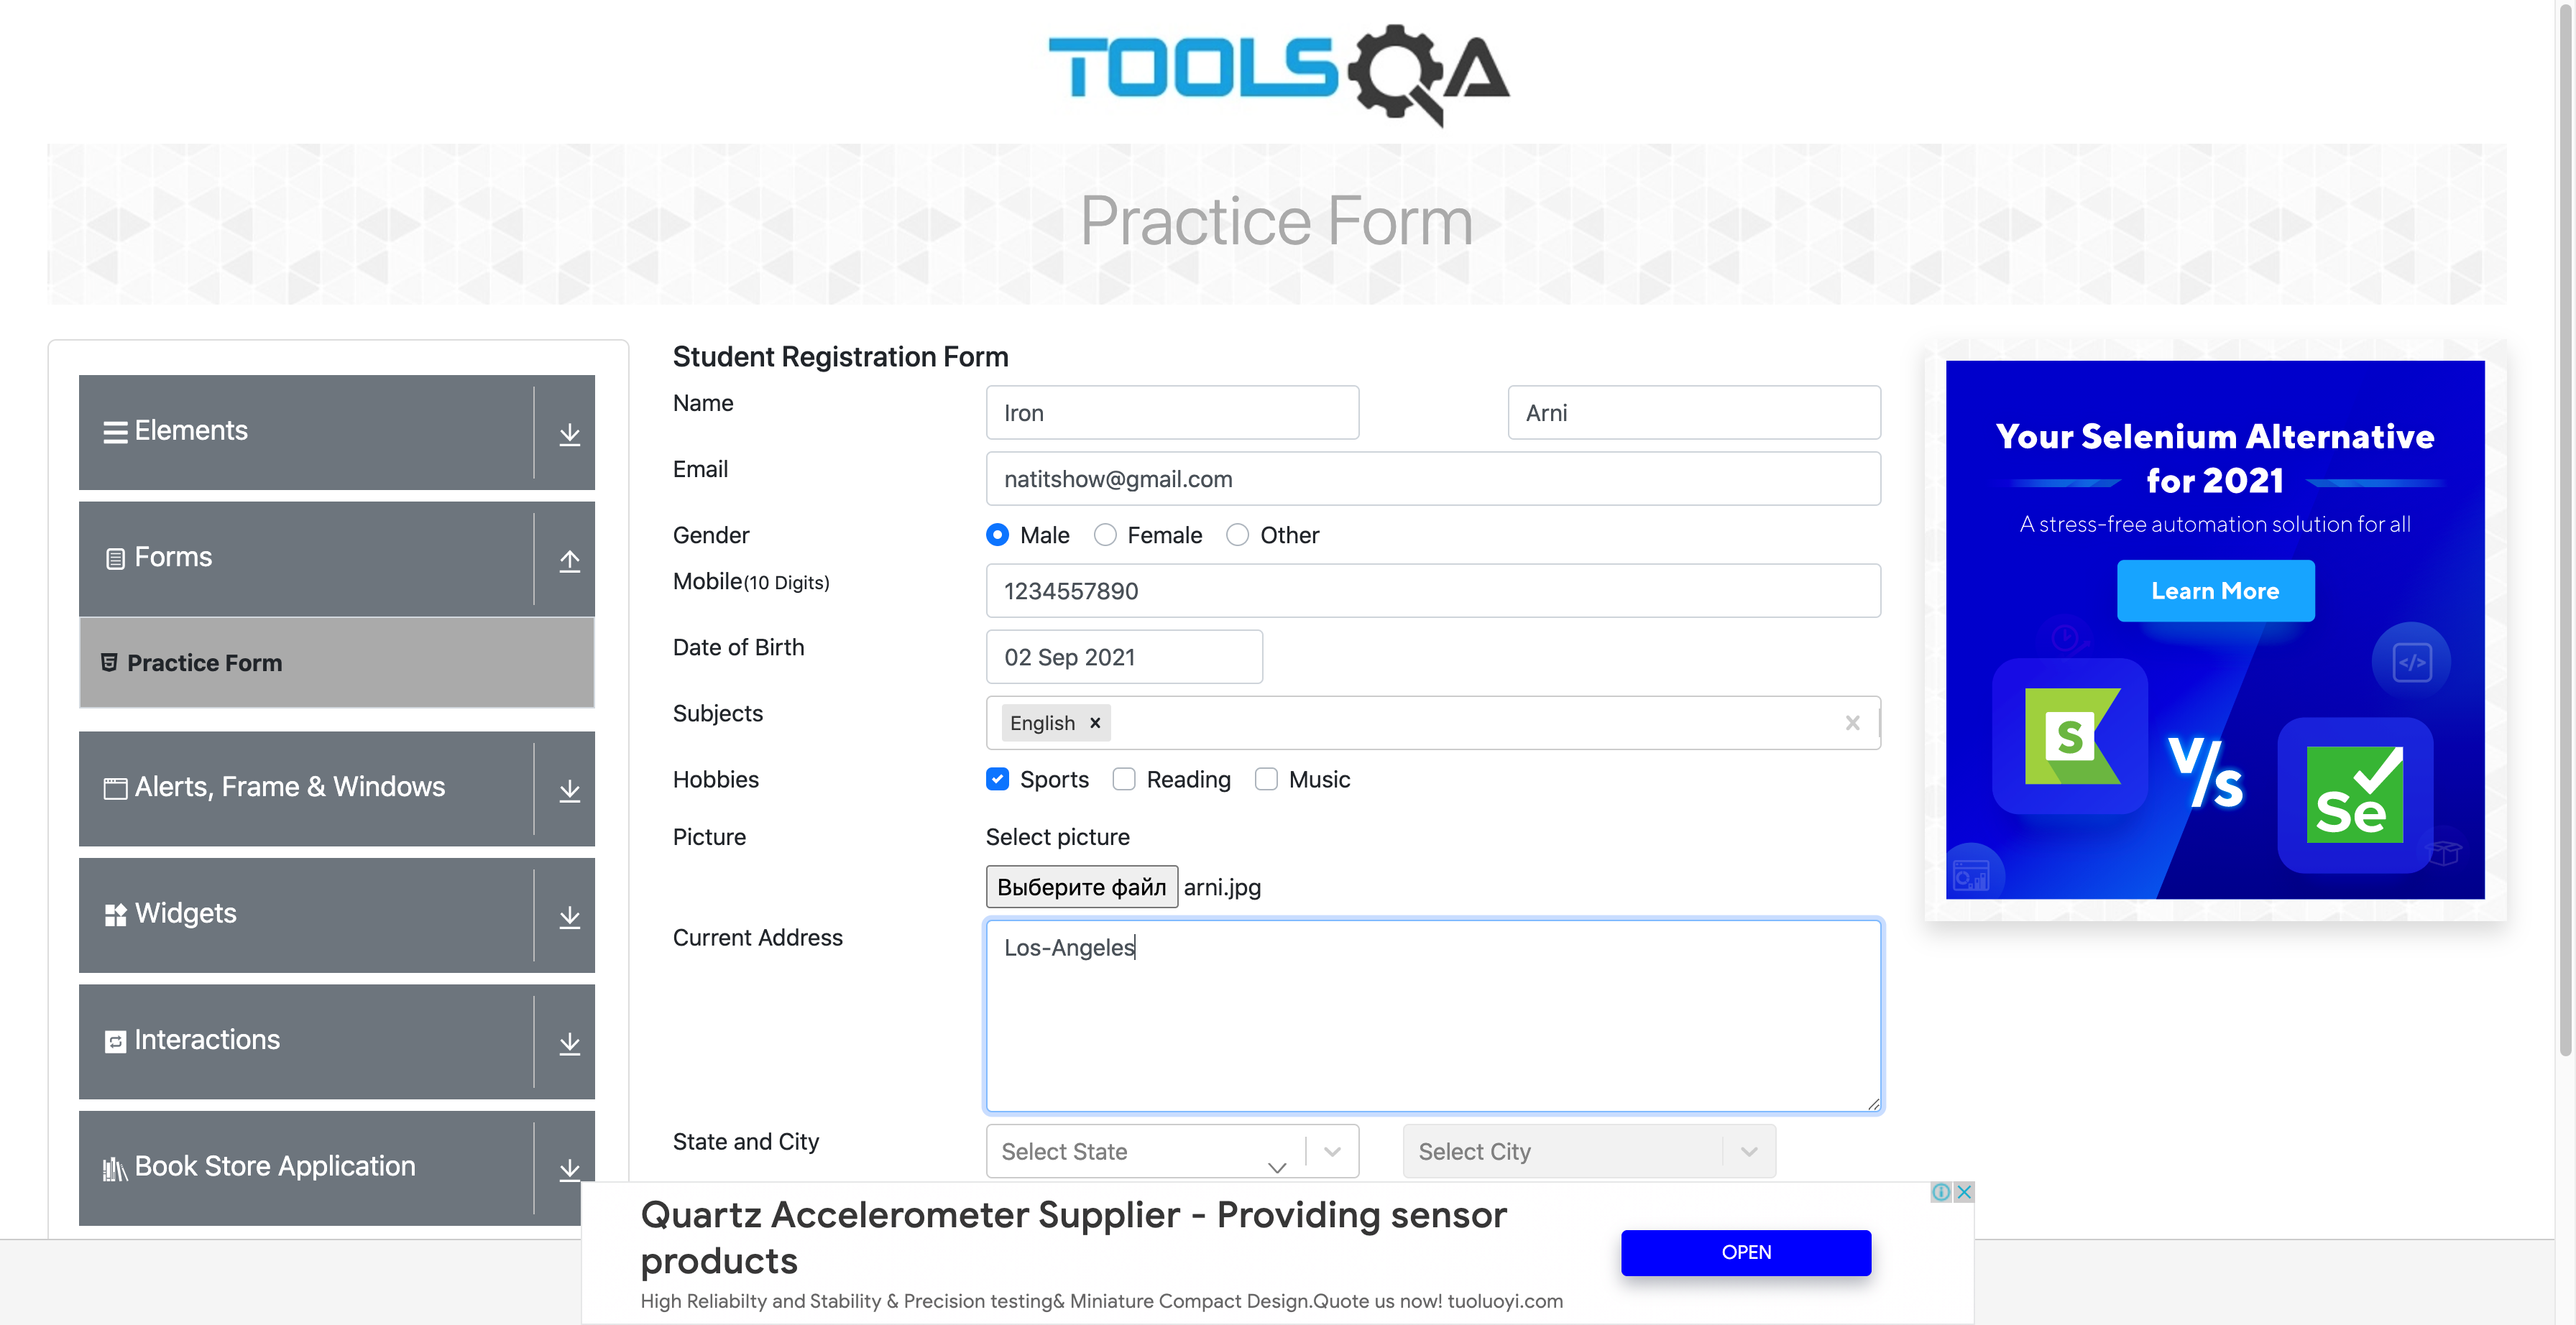 TOOLSQA
Practice Form
Elements
Forms
Practice Form
Alerts, Frame & Windows
Widgets
Interactions
Book Store Application
Student Registration Form
Name
Iron
Arni
Email
natitshow@gmail.com
Gender
Male
Female
Other
Mobile(10 Digits)
1234557890
Date of Birth
02 Sep 2021
Subjects
English
Hobbies
Sports
Reading
Music
Picture
Select picture
Выберите файл arni.jpg
Current Address
Los-Angeles
State and City
Select State
Select City
Your Selenium Alternative
for 2021
A stress-free automation solution for all
Learn More
S
V/s
Se
</>
Quartz Accelerometer Supplier - Providing sensor
products
High Reliabilty and Stability & Precision testing& Miniature Compact Design.Quote us now! tuoluoyi.com
OPEN